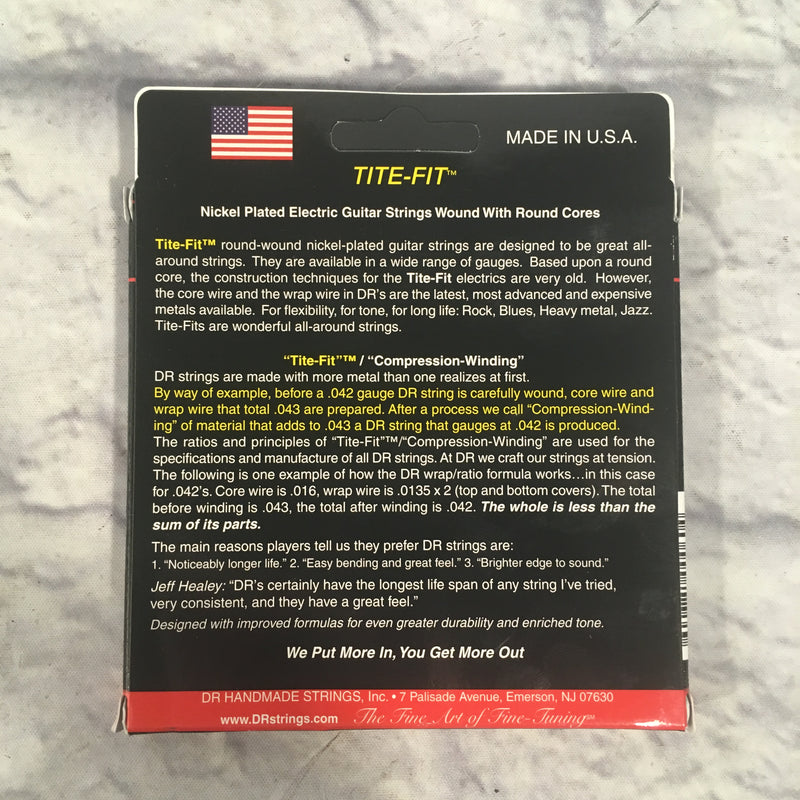 MADE IN U.S.A.
TITE-FIT™
Nickel Plated Electric Guitar Strings Wound With Round Cores
Tite-Fit™ round-wound nickel-plated guitar strings are designed to be great all-
around strings. They are available in a wide range of gauges. Based upon a round
core, the construction techniques for the Tite-Fit electrics are very old. However,
the core wire and the wrap wire in DR's are the latest, most advanced and expensive
metals available. For flexibility, for tone, for long life: Rock, Blues, Heavy metal, Jazz.
Tite-Fits are wonderful all-around strings.
“Tite-Fit”™ / “Compression-Winding”
DR strings are made with more metal than one realizes at first.
By way of example, before a .042 gauge DR string is carefully wound, core wire and
wrap wire that total .043 are prepared. After a process we call “Compression-Wind-
ing” of material that adds to .043 a DR string that gauges at .042 is produced.
The ratios and principles of “Tite-Fit”™/“Compression-Winding” are used for the
specifications and manufacture of all DR strings. At DR we craft our strings at tension.
The following is one example of how the DR wrap/ratio formula works…in this case
for .042's. Core wire is .016, wrap wire is .0135 x 2 (top and bottom covers). The total
before winding is .043, the total after winding is .042. The whole is less than the
sum of its parts.
The main reasons players tell us they prefer DR strings are:
1. “Noticeably longer life.” 2. “Easy bending and great feel.” 3. “Brighter edge to sound.”
Jeff Healey: “DR's certainly have the longest life span of any string I've tried,
very consistent, and they have a great feel.”
Designed with improved formulas for even greater durability and enriched tone.
We Put More In, You Get More Out
DR HANDMADE STRINGS, Inc. • 7 Palisade Avenue, Emerson, NJ 07630
www.DRstrings.com The Fine Art of Fine-Tuning℠